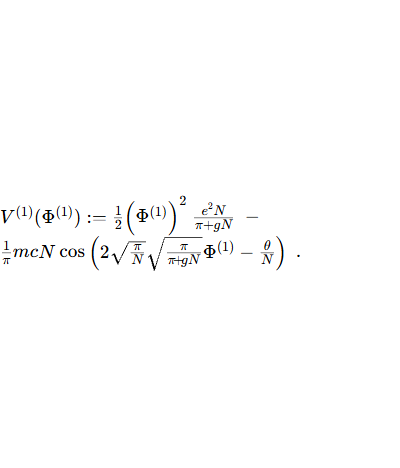 $V^{(1)}(\Phi^{(1)}) := \frac{1}{2}\left(\Phi^{(1)}\right)^2 \frac{e^2 N}{\pi + gN} -$
$\frac{1}{\pi} mcN \cos\left(2\sqrt{\frac{\pi}{N}}\sqrt{\frac{\pi}{\pi + gN}}\Phi^{(1)} - \frac{\theta}{N}\right) .$